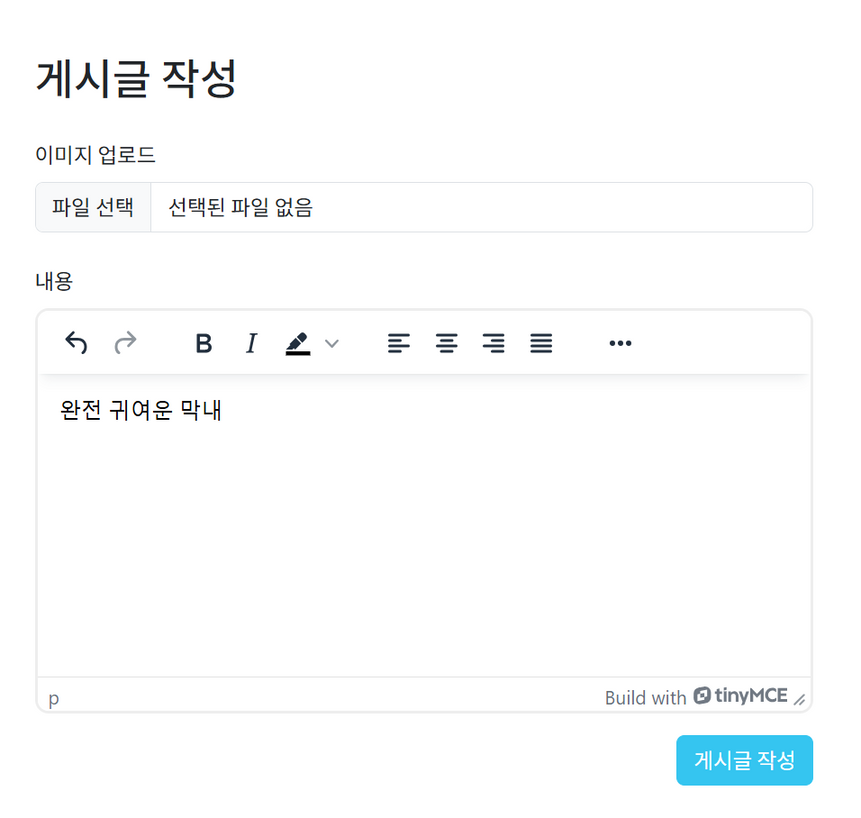 게시글 작성
이미지 업로드
파일 선택 선택된 파일 없음
내용
B I
완전 귀여운 막내
p Build with tinyMCE
게시글 작성